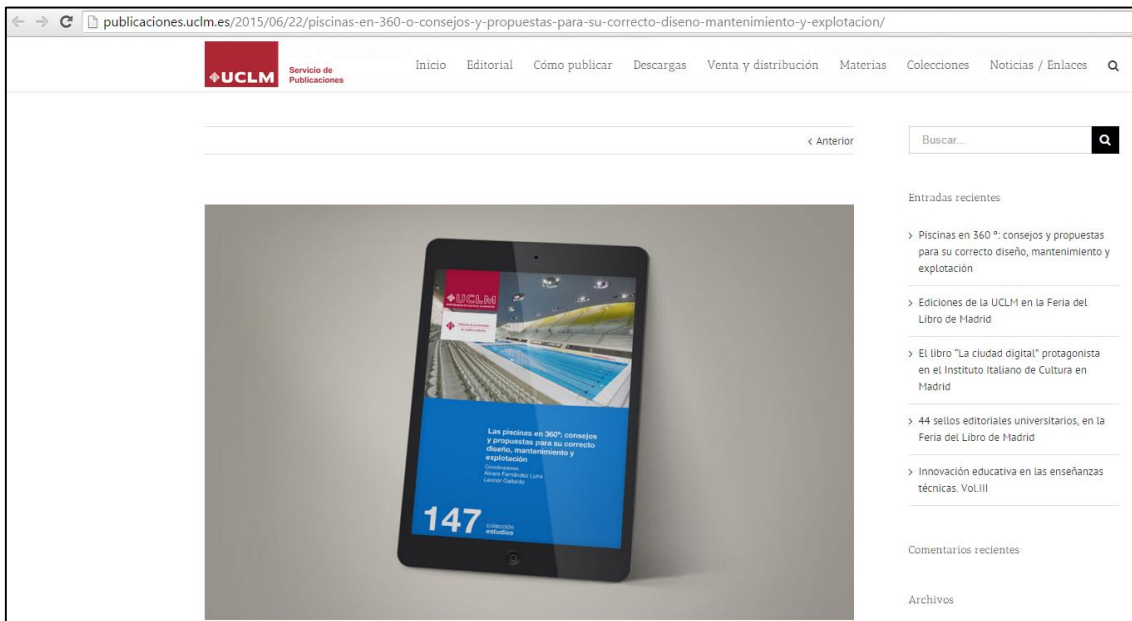 publicaciones.uclm.es/2015/06/22/piscinas-en-360-o-consejos-y-propuestas-para-su-correcto-diseno-mantenimiento-y-explotacion/
UCLM
Servicio de
Publicaciones
Inicio Editorial Cómo publicar Descargas Venta y distribución Materias Colecciones Noticias / Enlaces
< Anterior
Buscar...
Entradas recientes
> Piscinas en 360 º: consejos y propuestas
para su correcto diseño, mantenimiento y
explotación
> Ediciones de la UCLM en la Feria del
Libro de Madrid
> El libro “La ciudad digital” protagonista
en el Instituto Italiano de Cultura en
Madrid
> 44 sellos editoriales universitarios, en la
Feria del Libro de Madrid
> Innovación educativa en las enseñanzas
técnicas. Vol.III
Comentarios recientes
Archivos
UCLM
Las piscinas en 360º: consejos
y propuestas para su correcto
diseño, mantenimiento y
explotación
Coordinadores:
Álvaro Fernández Luna
Leonor Gallardo
147
COLECCIÓN
estudios